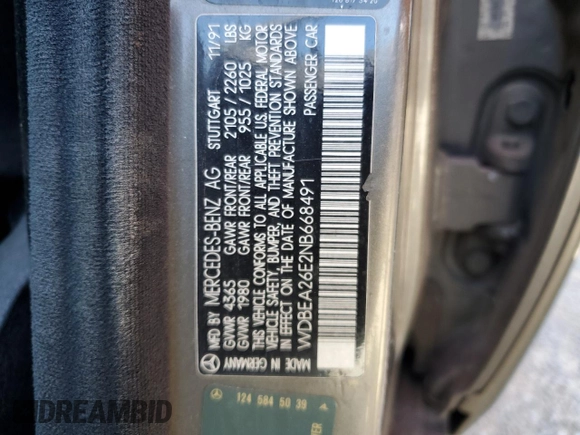 MFD BY MERCEDES-BENZ AG STUTTGART 11/91
GVWR 4365 GAWR FRONT/REAR 2105/2260 LBS
GVWR 1980 GAWR FRONT/REAR 955/1025 KG
THIS VEHICLE CONFORMS TO ALL APPLICABLE U.S. FEDERAL MOTOR
VEHICLE SAFETY, BUMPER, AND THEFT PREVENTION STANDARDS
IN EFFECT ON THE DATE OF MANUFACTURE SHOWN ABOVE
WDBEA26E2NB668491 PASSENGER CAR
MADE IN GERMANY
124 584 50 39
BIDREAMBID